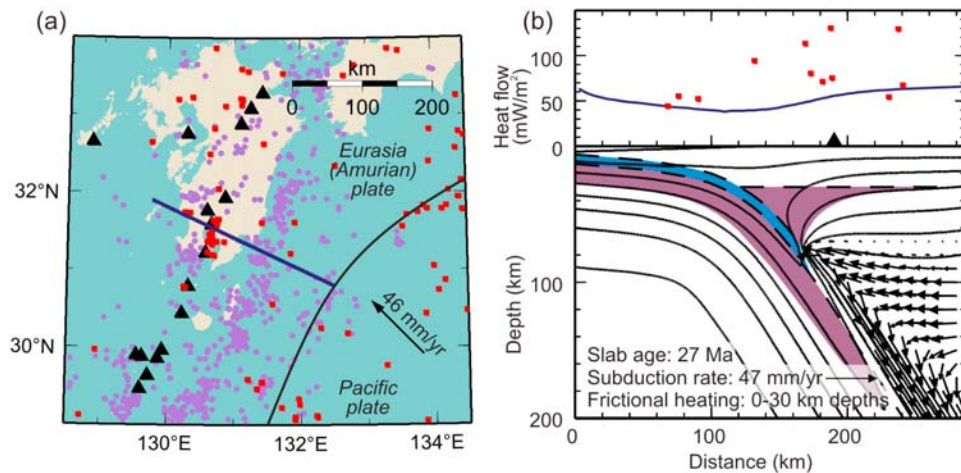 (a)
km
0 100 200
Eurasia
(Amurian)
plate
46 mm/yr
Pacific
plate
32°N
30°N
130°E
132°E
134°E
(b)
Heat flow
(mW/m²)
100
50
0
Depth (km)
100
200
Slab age: 27 Ma
Subduction rate: 47 mm/yr
Frictional heating: 0-30 km depths
0
100
200
Distance (km)